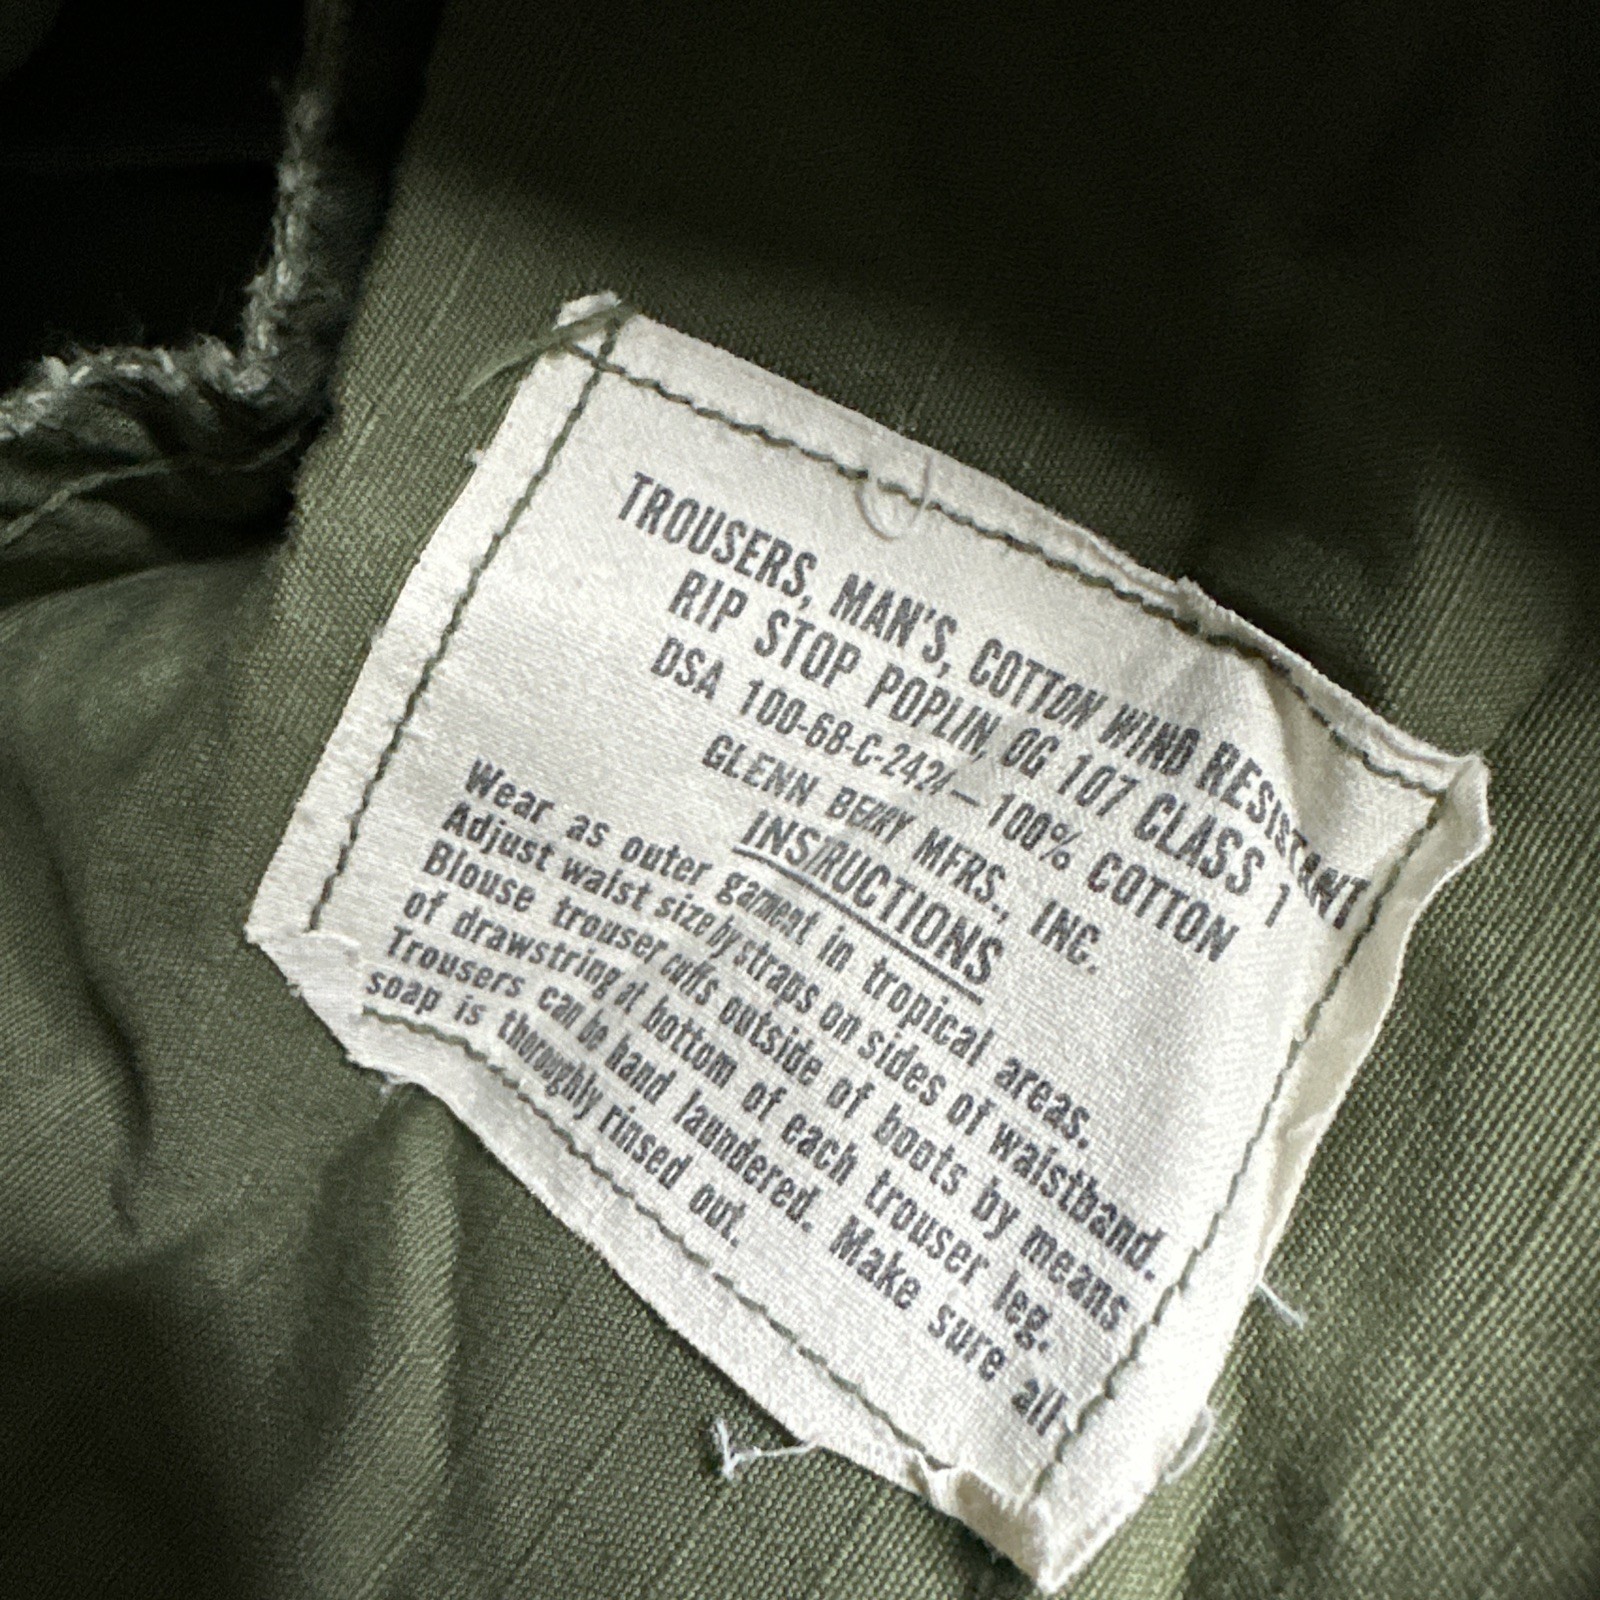 TROUSERS, MAN'S, COTTON WIND RESISTANT
RIP STOP POPLIN, OG 107 CLASS 1
DSA 100-68-C-2424—100% COTTON
GLENN BERRY MFRS., INC.
INSTRUCTIONS
Wear as outer garment in tropical areas.
Adjust waist size by straps on sides of waistband.
Blouse trouser cuffs outside of boots by means
of drawstring at bottom of each trouser leg.
Trousers can be hand laundered. Make sure all
soap is thoroughly rinsed out.